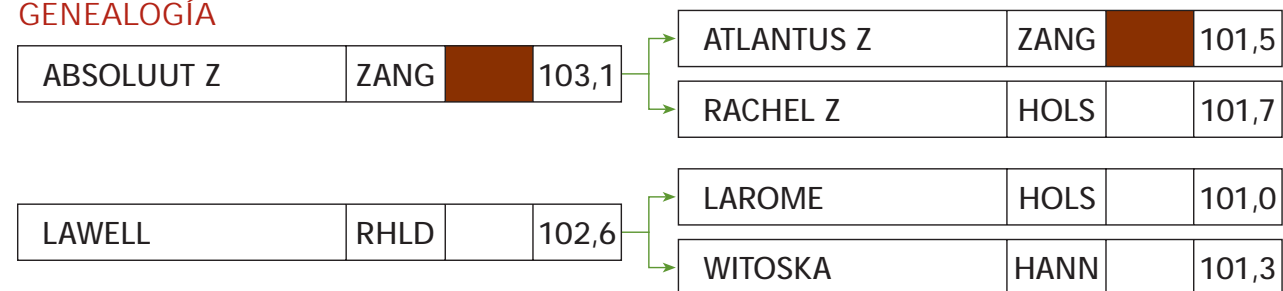 GENEALOGÍA
ABSOLUUT Z ZANG 103,1
ATLANTUS Z ZANG 101,5
RACHEL Z HOLS 101,7
LAWELL RHLD 102,6
LAROME HOLS 101,0
WITOSKA HANN 101,3